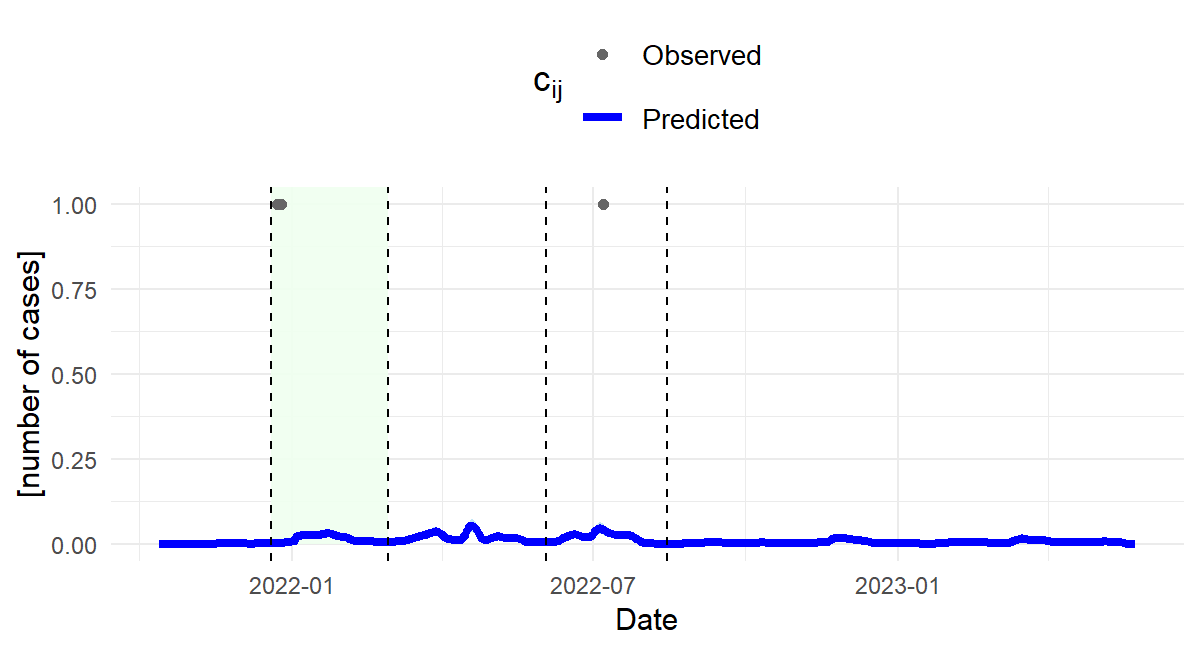 c_ij
Observed
Predicted
[number of cases]
1.00
0.75
0.50
0.25
0.00
2022-01
2022-07
2023-01
Date